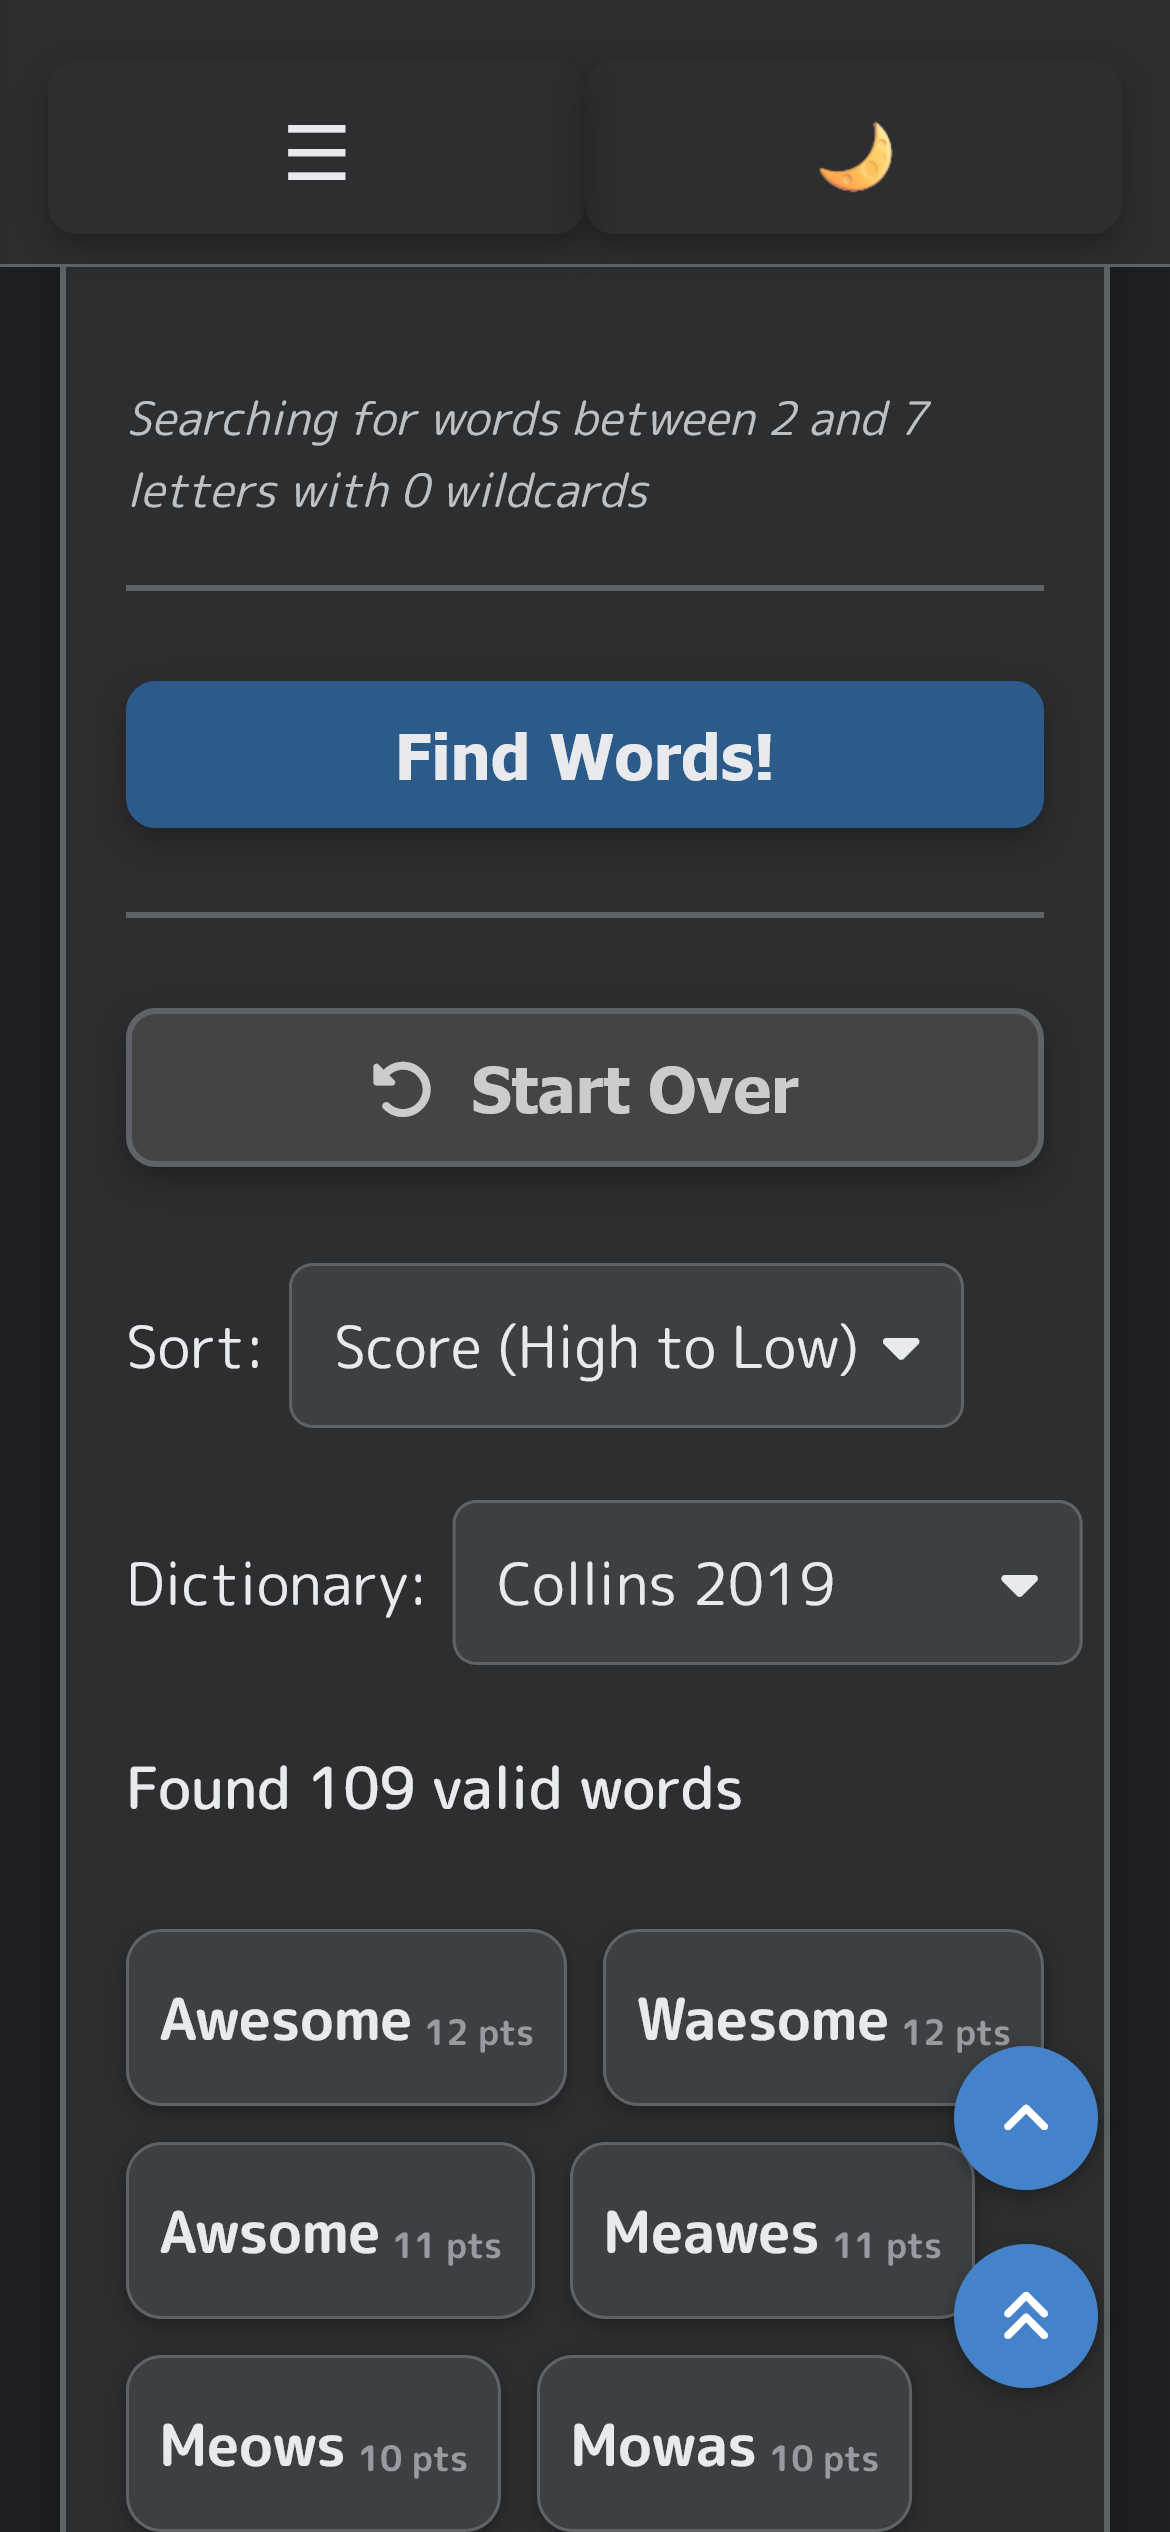 Searching for words between 2 and 7
letters with 0 wildcards
Find Words!
Start Over
Sort: Score (High to Low)
Dictionary: Collins 2019
Found 109 valid words
Awesome 12 pts Waesome 12 pts
Awsome 11 pts Meawes 11 pts
Meows 10 pts Mowas 10 pts